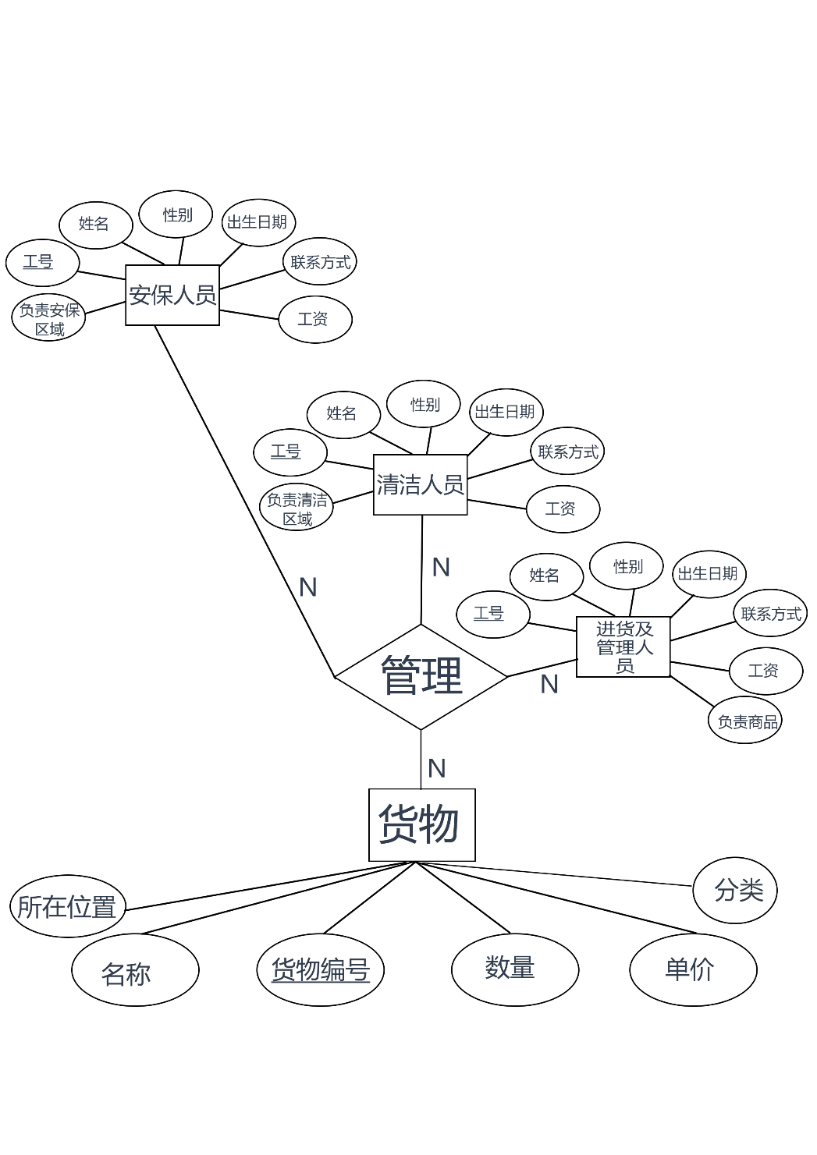 性别
姓名
出生日期
工号
联系方式
安保人员
负责安保
区域
工资
性别
姓名
出生日期
工号
联系方式
清洁人员
负责清洁
区域
工资
N
N
性别
姓名
出生日期
工号
联系方式
进货及
管理人
员
工资
负责商品
管理
N
N
货物
分类
所在位置
名称
货物编号
数量
单价